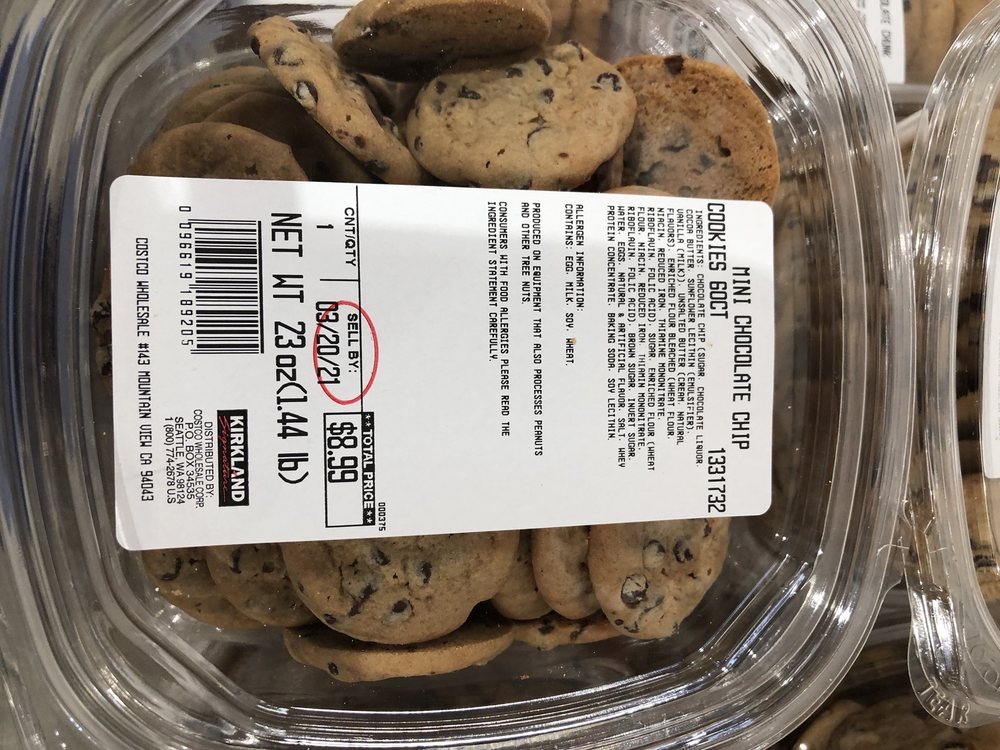 MINI CHOCOLATE CHIP
COOKIES 60CT 1331732
INGREDIENTS: CHOCOLATE CHIP (SUGAR, CHOCOLATE LIQUOR,
COCOA BUTTER, SUNFLOWER LECITHIN (EMULSIFIER),
VANILLA (MILK)), UNSALTED BUTTER (CREAM, NATURAL
FLAVORS), ENRICHED FLOUR BLEACHED (WHEAT FLOUR,
NIACIN, REDUCED IRON, THIAMINE MONONITRATE,
RIBOFLAVIN, FOLIC ACID), SUGAR, ENRICHED FLOUR (WHEAT
FLOUR, NIACIN, REDUCED IRON, THIAMIN MONONITRATE,
RIBOFLAVIN, FOLIC ACID), BROWN SUGAR, INVERT SUGAR,
WATER, EGGS, NATURAL & ARTIFICIAL FLAVOR, SALT, WHEY
PROTEIN CONCENTRATE, BAKING SODA, SOY LECITHIN.
ALLERGEN INFORMATION:
CONTAINS: EGG, MILK, SOY, WHEAT.
PRODUCED ON EQUIPMENT THAT ALSO PROCESSES PEANUTS
AND OTHER TREE NUTS.
CONSUMERS WITH FOOD ALLERGIES PLEASE READ THE
INGREDIENT STATEMENT CAREFULLY.
000375
CNT/QTY SELL BY: **TOTAL PRICE**
1 03/20/21 $8.99
NET WT 23 oz(1.44 lb)
KIRKLAND
Signature
0 096619 189205
DISTRIBUTED BY:
COSTCO WHOLESALE CORP.
P.O. BOX 34535
SEATTLE, WA 98124
1 (800) 774-2678 U.S
COSTCO WHOLESALE #143 MOUNTAIN VIEW CA 94043